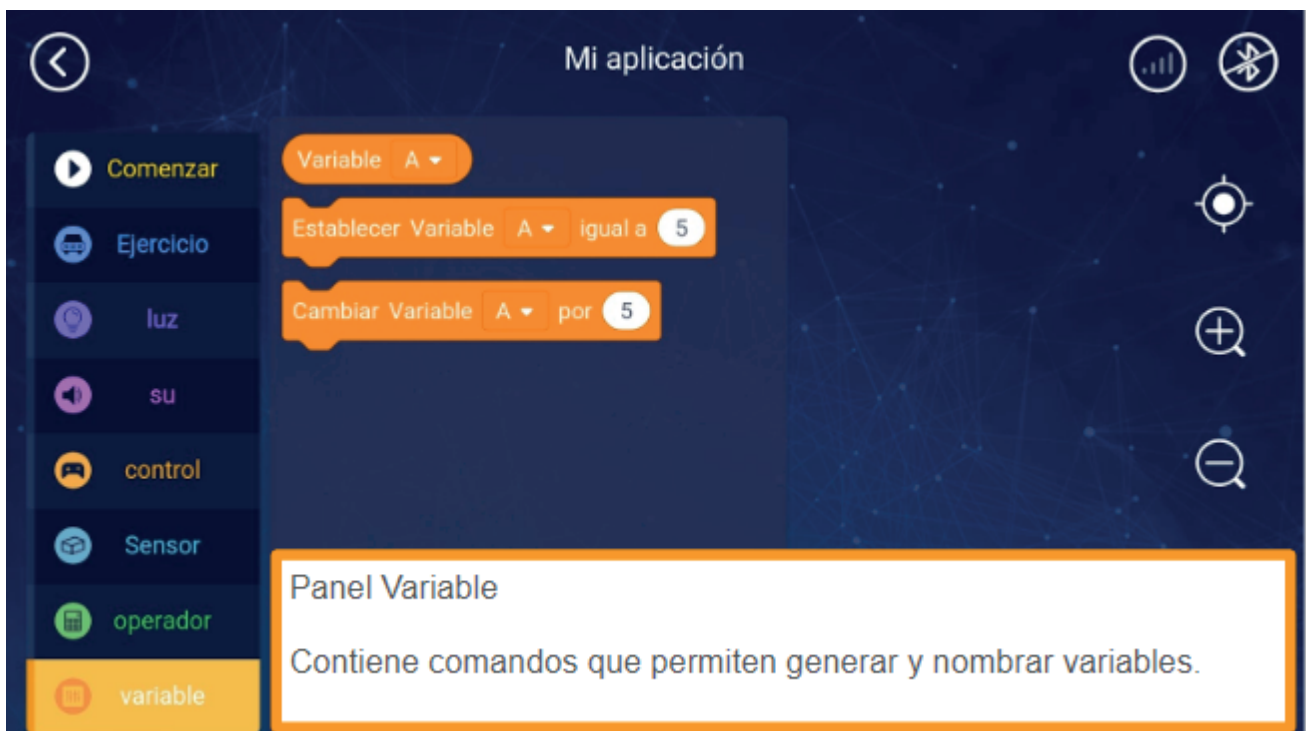 Mi aplicación
Comenzar
Ejercicio
luz
su
control
Sensor
operador
variable
Variable A
Establecer Variable A igual a 5
Cambiar Variable A por 5
Panel Variable
Contiene comandos que permiten generar y nombrar variables.